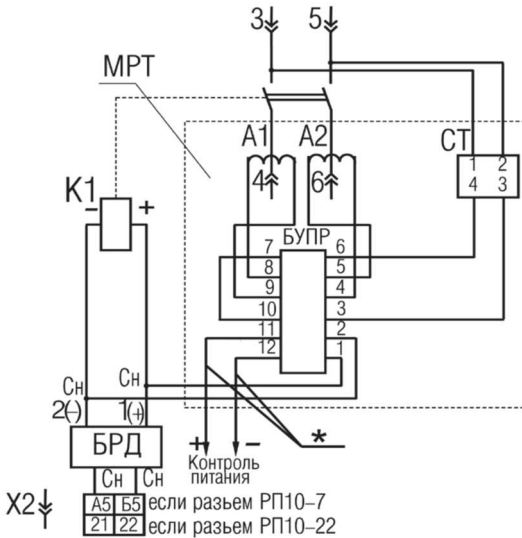 3 5
МРТ
А1 А2 СТ
1 2
4 3
4 6
К1
– +
БУПР
7 6
8 5
9 4
10 3
11 2
12 1
Сн Сн
2(–) 1(+)
БРД
+ – *
Контроль
питания
Сн Сн
Х2 А5 Б5 если разьем РП10–7
21 22 если разьем РП10–22